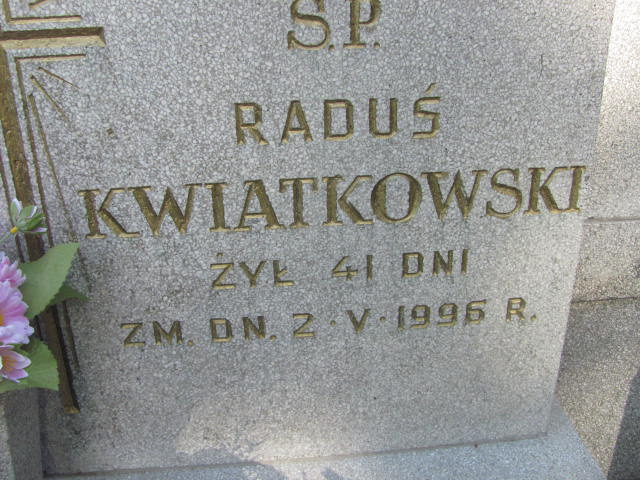 Ś.P.
RADUŚ
KWIATKOWSKI
ŻYŁ 41 DNI
ZM. DN. 2·V·1996 R.